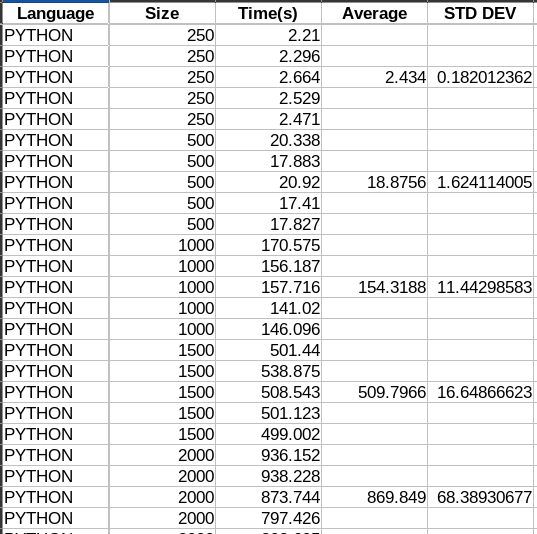 Language Size Time(s) Average STD DEV
PYTHON 250 2.21
PYTHON 250 2.296
PYTHON 250 2.664 2.434 0.182012362
PYTHON 250 2.529
PYTHON 250 2.471
PYTHON 500 20.338
PYTHON 500 17.883
PYTHON 500 20.92 18.8756 1.624114005
PYTHON 500 17.41
PYTHON 500 17.827
PYTHON 1000 170.575
PYTHON 1000 156.187
PYTHON 1000 157.716 154.3188 11.44298583
PYTHON 1000 141.02
PYTHON 1000 146.096
PYTHON 1500 501.44
PYTHON 1500 538.875
PYTHON 1500 508.543 509.7966 16.64866623
PYTHON 1500 501.123
PYTHON 1500 499.002
PYTHON 2000 936.152
PYTHON 2000 938.228
PYTHON 2000 873.744 869.849 68.38930677
PYTHON 2000 797.426